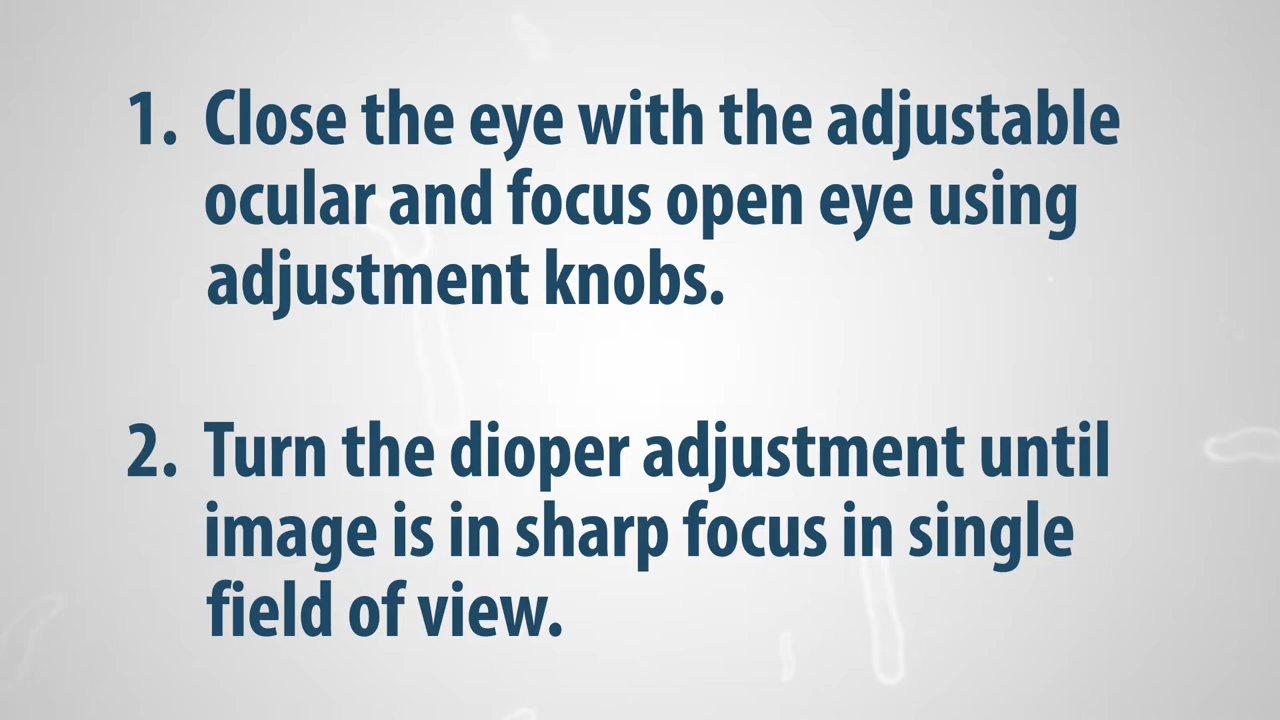 1. Close the eye with the adjustable
ocular and focus open eye using
adjustment knobs.
2. Turn the dioper adjustment until
image is in sharp focus in single
field of view.